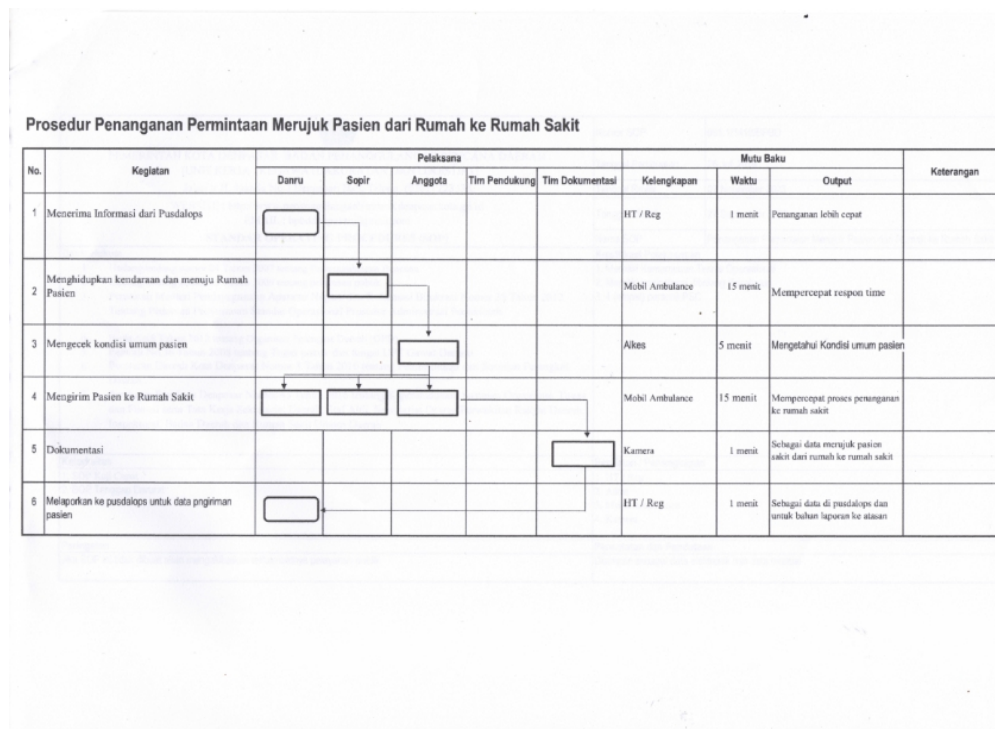 Prosedur Penanganan Permintaan Merujuk Pasien dari Rumah ke Rumah Sakit
No. Kegiatan Pelaksana Mutu Baku Keterangan
Danru Sopir Anggota Tim Pendukung Tim Dokumentasi Kelengkapan Waktu Output
1 Menerima Informasi dari Pusdalops HT / Reg 1 menit Penanganan lebih cepat
2 Menghidupkan kendaraan dan menuju Rumah
Pasien Mobil Ambulance 15 menit Mempercepat respon time
3 Mengecek kondisi umum pasien Alkes 5 menit Mengetahui Kondisi umum pasien
4 Mengirim Pasien ke Rumah Sakit Mobil Ambulance 15 menit Mempercepat proses penanganan
ke rumah sakit
5 Dokumentasi Kamera 1 menit Sebagai data merujuk pasien
sakit dari rumah ke rumah sakit
6 Melaporkan ke pusdalops untuk data pngiriman
pasien HT / Reg 1 menit Sebagai data di pusdalops dan
untuk bahan laporan ke atasan